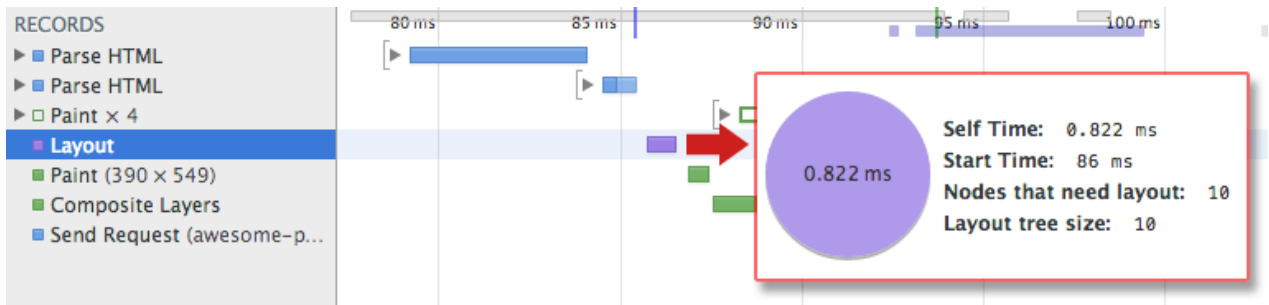 RECORDS
80 ms
85 ms
90 ms
95 ms
100 ms
Parse HTML
Parse HTML
Paint × 4
Layout
Paint (390 × 549)
Composite Layers
Send Request (awesome-p...
0.822 ms
Self Time: 0.822 ms
Start Time: 86 ms
Nodes that need layout: 10
Layout tree size: 10